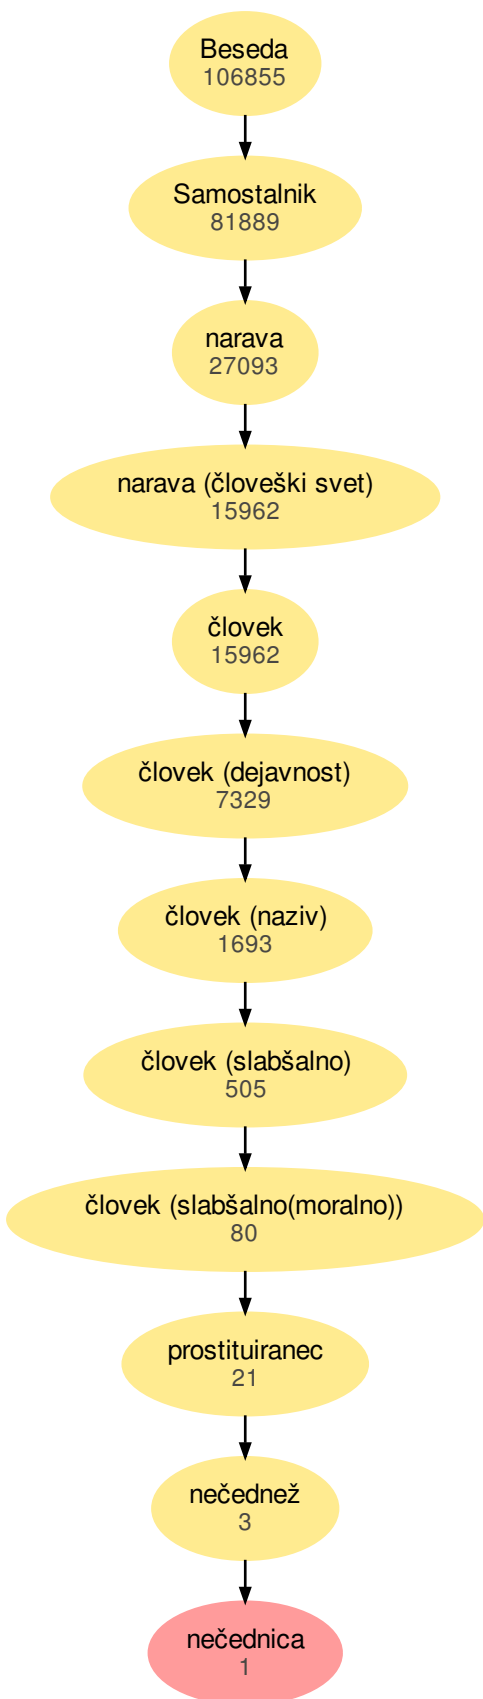 Beseda
106855
Samostalnik
81889
narava
27093
narava (človeški svet)
15962
človek
15962
človek (dejavnost)
7329
človek (naziv)
1693
človek (slabšalno)
505
človek (slabšalno(moralno))
80
prostituiranec
21
nečednež
3
nečednica
1